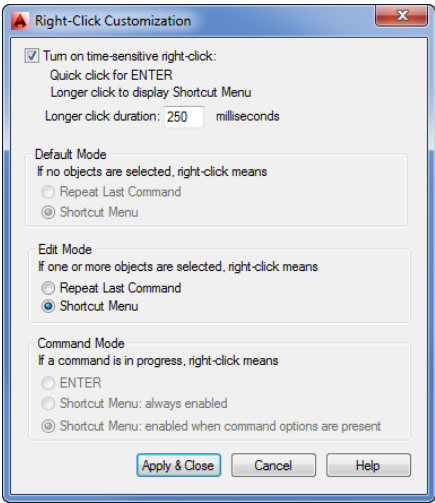 Right-Click Customization
Turn on time-sensitive right-click:
Quick click for ENTER
Longer click to display Shortcut Menu
Longer click duration: 250 milliseconds
Default Mode
If no objects are selected, right-click means
Repeat Last Command
Shortcut Menu
Edit Mode
If one or more objects are selected, right-click means
Repeat Last Command
Shortcut Menu
Command Mode
If a command is in progress, right-click means
ENTER
Shortcut Menu: always enabled
Shortcut Menu: enabled when command options are present
Apply & Close Cancel Help